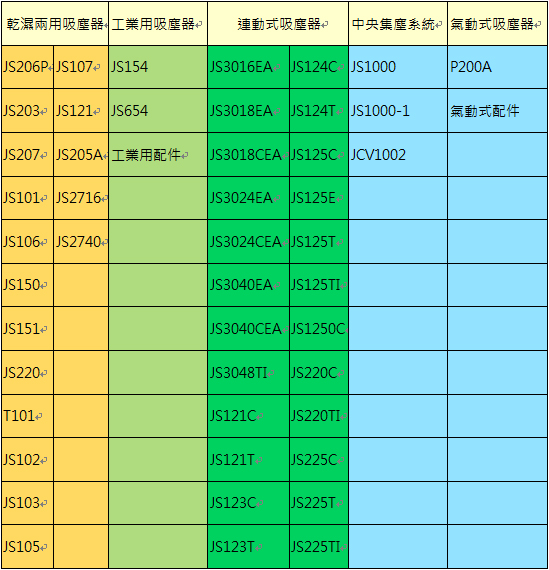 乾濕兩用吸塵器 工業用吸塵器 連動式吸塵器 中央集塵系統 氣動式吸塵器
JS206P JS107 JS154 JS3016EA JS124C JS1000 P200A
JS203 JS121 JS654 JS3018EA JS124T JS1000-1 氣動式配件
JS207 JS205A 工業用配件 JS3018CEA JS125C JCV1002
JS101 JS2716 JS3024EA JS125E
JS106 JS2740 JS3024CEA JS125T
JS150 JS3040EA JS125TI
JS151 JS3040CEA JS1250C
JS220 JS3048TI JS220C
T101 JS121C JS220TI
JS102 JS121T JS225C
JS103 JS123C JS225T
JS105 JS123T JS225TI